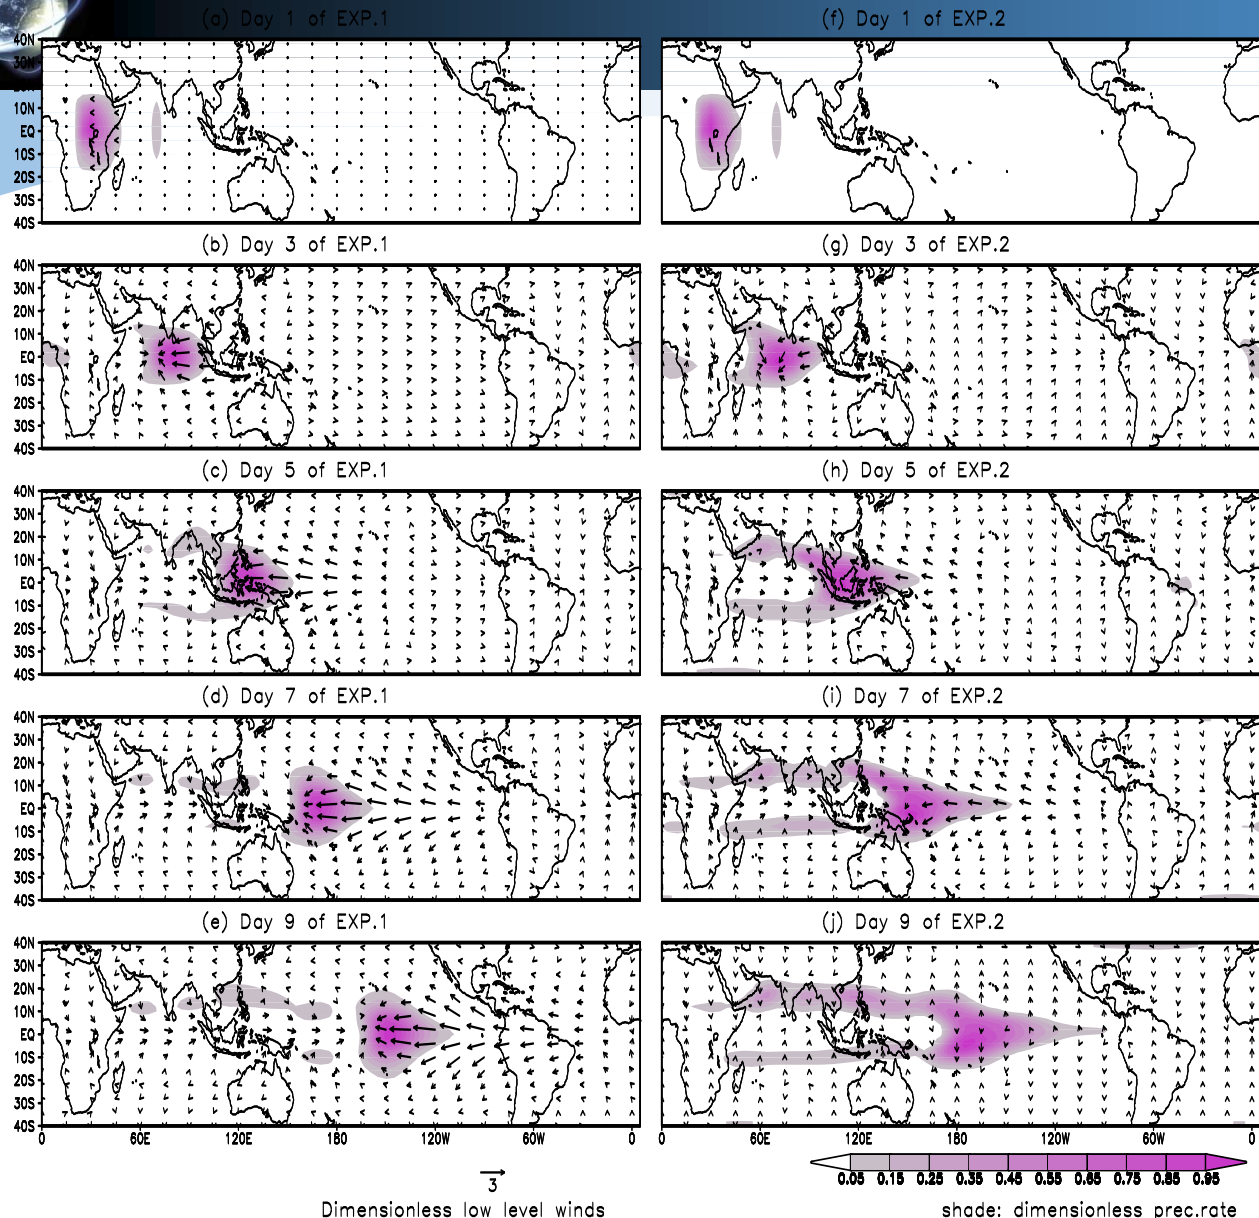 (a) Day 1 of EXP.1
(f) Day 1 of EXP.2
40N
30N
20N
10N
EQ
10S
20S
30S
40S
(b) Day 3 of EXP.1
(g) Day 3 of EXP.2
40N
30N
20N
10N
EQ
10S
20S
30S
40S
(c) Day 5 of EXP.1
(h) Day 5 of EXP.2
40N
30N
20N
10N
EQ
10S
20S
30S
40S
(d) Day 7 of EXP.1
(i) Day 7 of EXP.2
40N
30N
20N
10N
EQ
10S
20S
30S
40S
(e) Day 9 of EXP.1
(j) Day 9 of EXP.2
40N
30N
20N
10N
EQ
10S
20S
30S
40S
0 60E 120E 180 120W 60W 0
0 60E 120E 180 120W 60W 0
0.05 0.15 0.25 0.35 0.45 0.55 0.65 0.75 0.85 0.95
3
Dimensionless low level winds
shade: dimensionless prec.rate